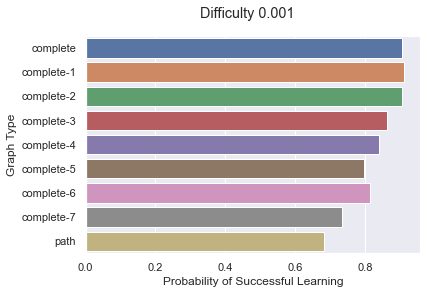 Difficulty 0.001
complete
complete-1
complete-2
complete-3
complete-4
complete-5
complete-6
complete-7
path
Graph Type
0.0 0.2 0.4 0.6 0.8
Probability of Successful Learning